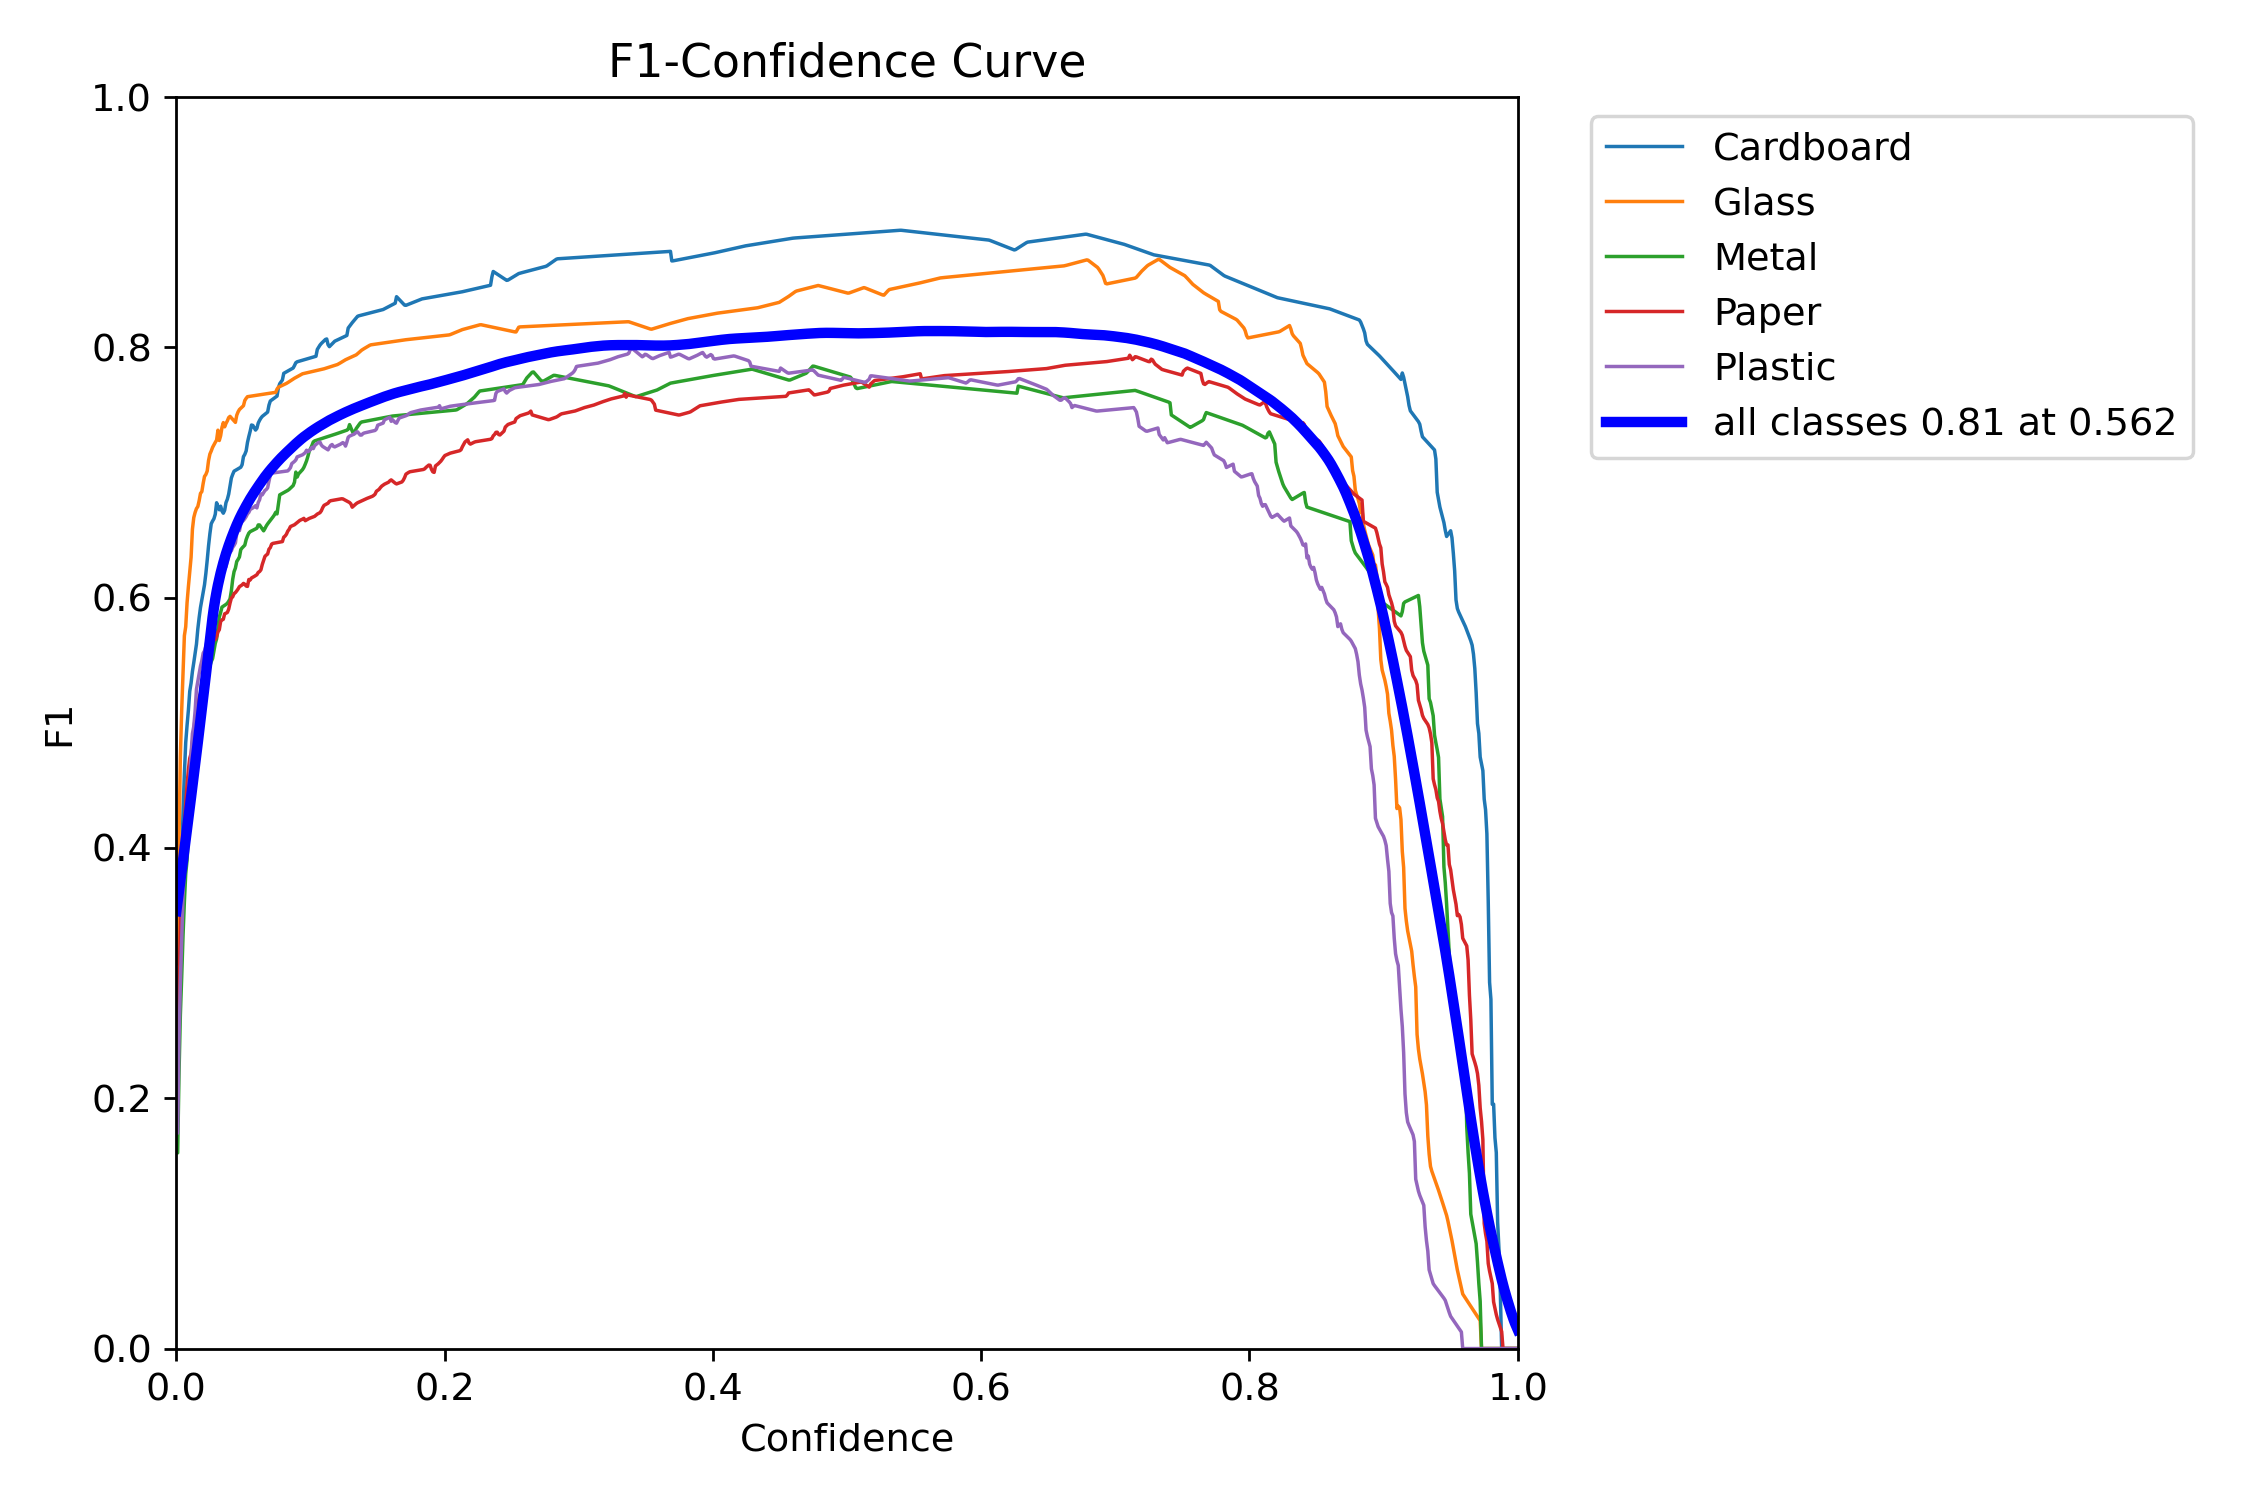 F1-Confidence Curve
1.0
0.8
0.6
0.4
0.2
0.0
F1
0.0 0.2 0.4 0.6 0.8 1.0
Confidence
Cardboard
Glass
Metal
Paper
Plastic
all classes 0.81 at 0.562